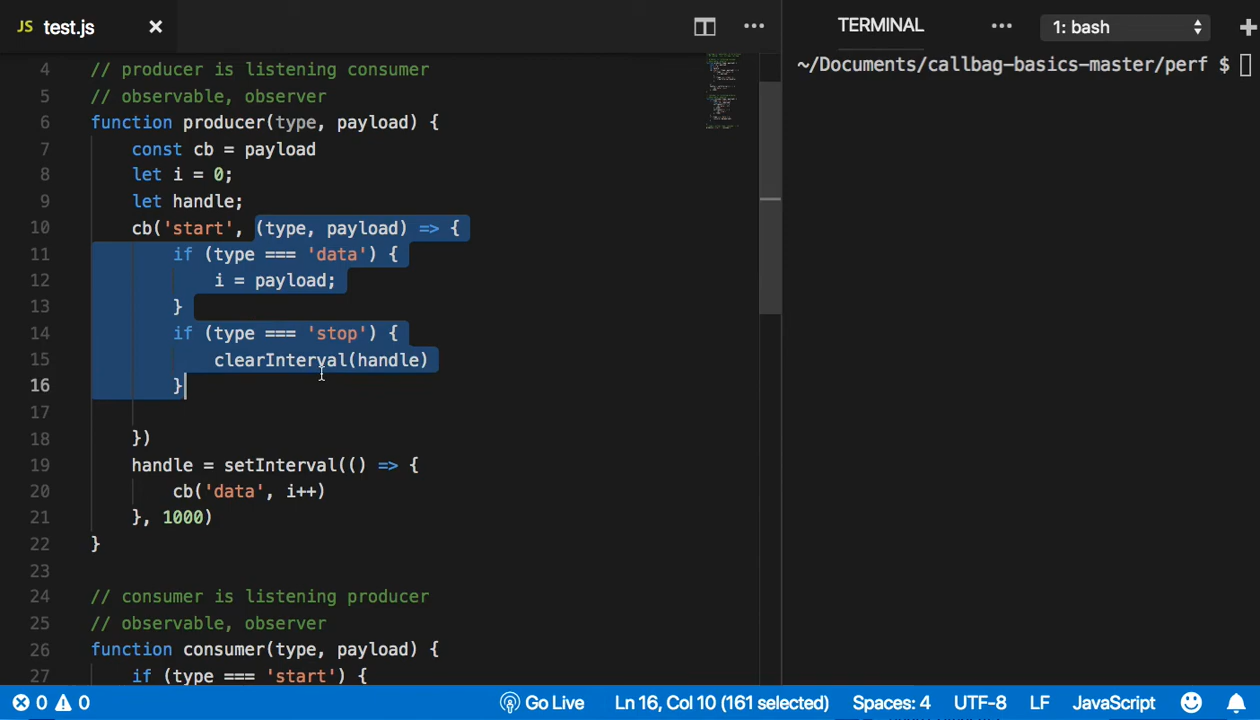 JS test.js
TERMINAL
1: bash
4 // producer is listening consumer
5 // observable, observer
6 function producer(type, payload) {
7 const cb = payload
8 let i = 0;
9 let handle;
10 cb('start', (type, payload) => {
11 if (type === 'data') {
12 i = payload;
13 }
14 if (type === 'stop') {
15 clearInterval(handle)
16 }
17
18 })
19 handle = setInterval(() => {
20 cb('data', i++)
21 }, 1000)
22 }
23
24 // consumer is listening producer
25 // observable, observer
26 function consumer(type, payload) {
27 if (type === 'start') {
~/Documents/callbag-basics-master/perf $
0 0 Go Live Ln 16, Col 10 (161 selected) Spaces: 4 UTF-8 LF JavaScript